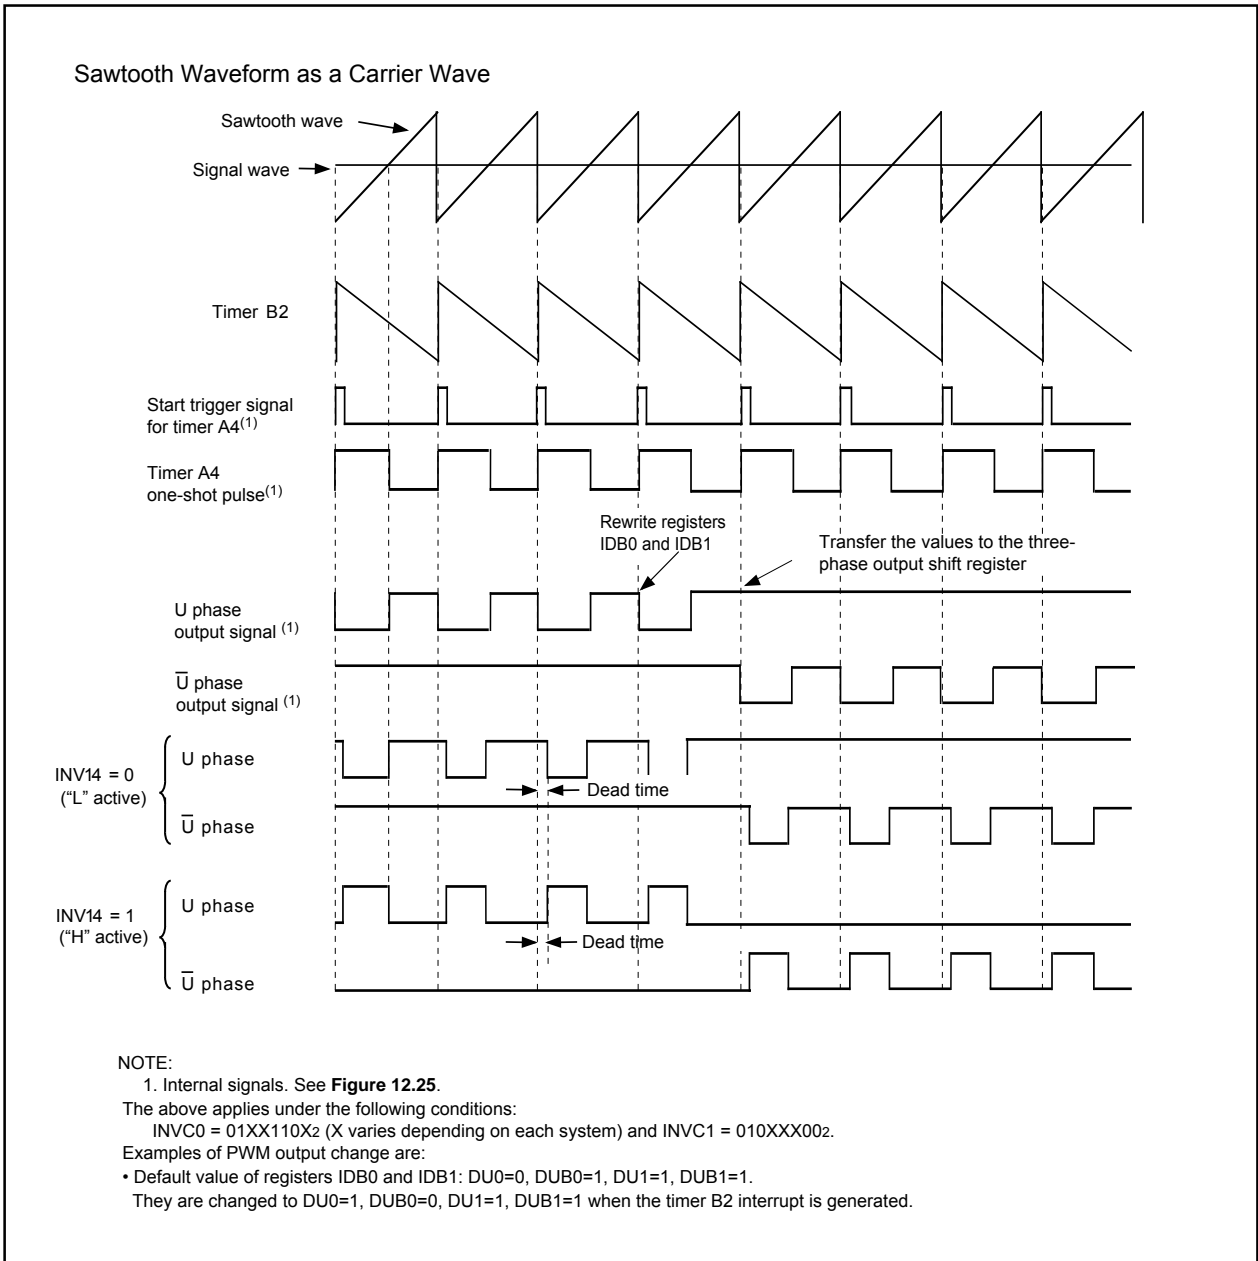 Sawtooth Waveform as a Carrier Wave
Sawtooth wave
Signal wave
Timer B2
Start trigger signal
for timer A4(1)
Timer A4
one-shot pulse(1)
Rewrite registers
IDB0 and IDB1
Transfer the values to the three-
phase output shift register
U phase
output signal (1)
U̅ phase
output signal (1)
INV14 = 0
(“L” active)
U phase
Dead time
U̅ phase
INV14 = 1
(“H” active)
U phase
Dead time
U̅ phase
NOTE:
1. Internal signals. See Figure 12.25.
The above applies under the following conditions:
INVC0 = 01XX110X2 (X varies depending on each system) and INVC1 = 010XXX002.
Examples of PWM output change are:
• Default value of registers IDB0 and IDB1: DU0=0, DUB0=1, DU1=1, DUB1=1.
They are changed to DU0=1, DUB0=0, DU1=1, DUB1=1 when the timer B2 interrupt is generated.